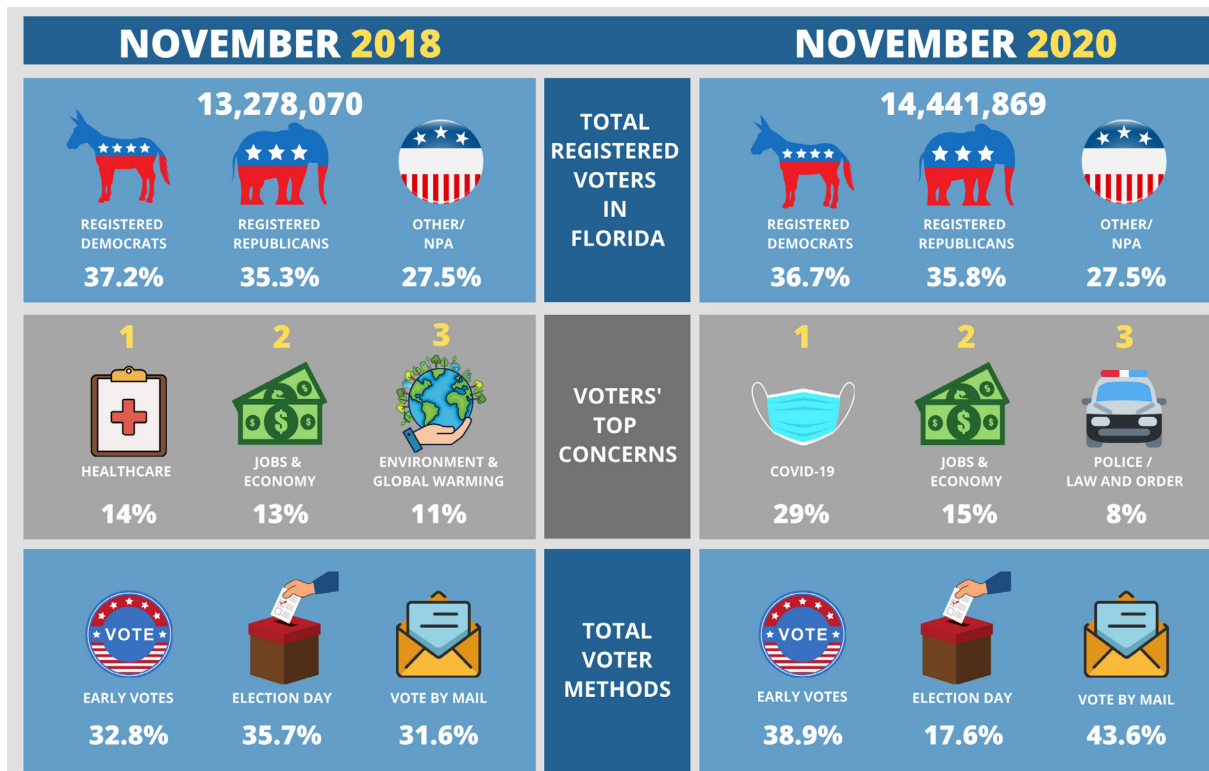 NOVEMBER 2018
NOVEMBER 2020
13,278,070
REGISTERED
DEMOCRATS
37.2%
REGISTERED
REPUBLICANS
35.3%
OTHER/
NPA
27.5%
TOTAL
REGISTERED
VOTERS
IN
FLORIDA
14,441,869
REGISTERED
DEMOCRATS
36.7%
REGISTERED
REPUBLICANS
35.8%
OTHER/
NPA
27.5%
1
HEALTHCARE
14%
2
JOBS &
ECONOMY
13%
3
ENVIRONMENT &
GLOBAL WARMING
11%
VOTERS'
TOP
CONCERNS
1
COVID-19
29%
2
JOBS &
ECONOMY
15%
3
POLICE /
LAW AND ORDER
8%
VOTE
EARLY VOTES
32.8%
ELECTION DAY
35.7%
VOTE BY MAIL
31.6%
TOTAL
VOTER
METHODS
VOTE
EARLY VOTES
38.9%
ELECTION DAY
17.6%
VOTE BY MAIL
43.6%